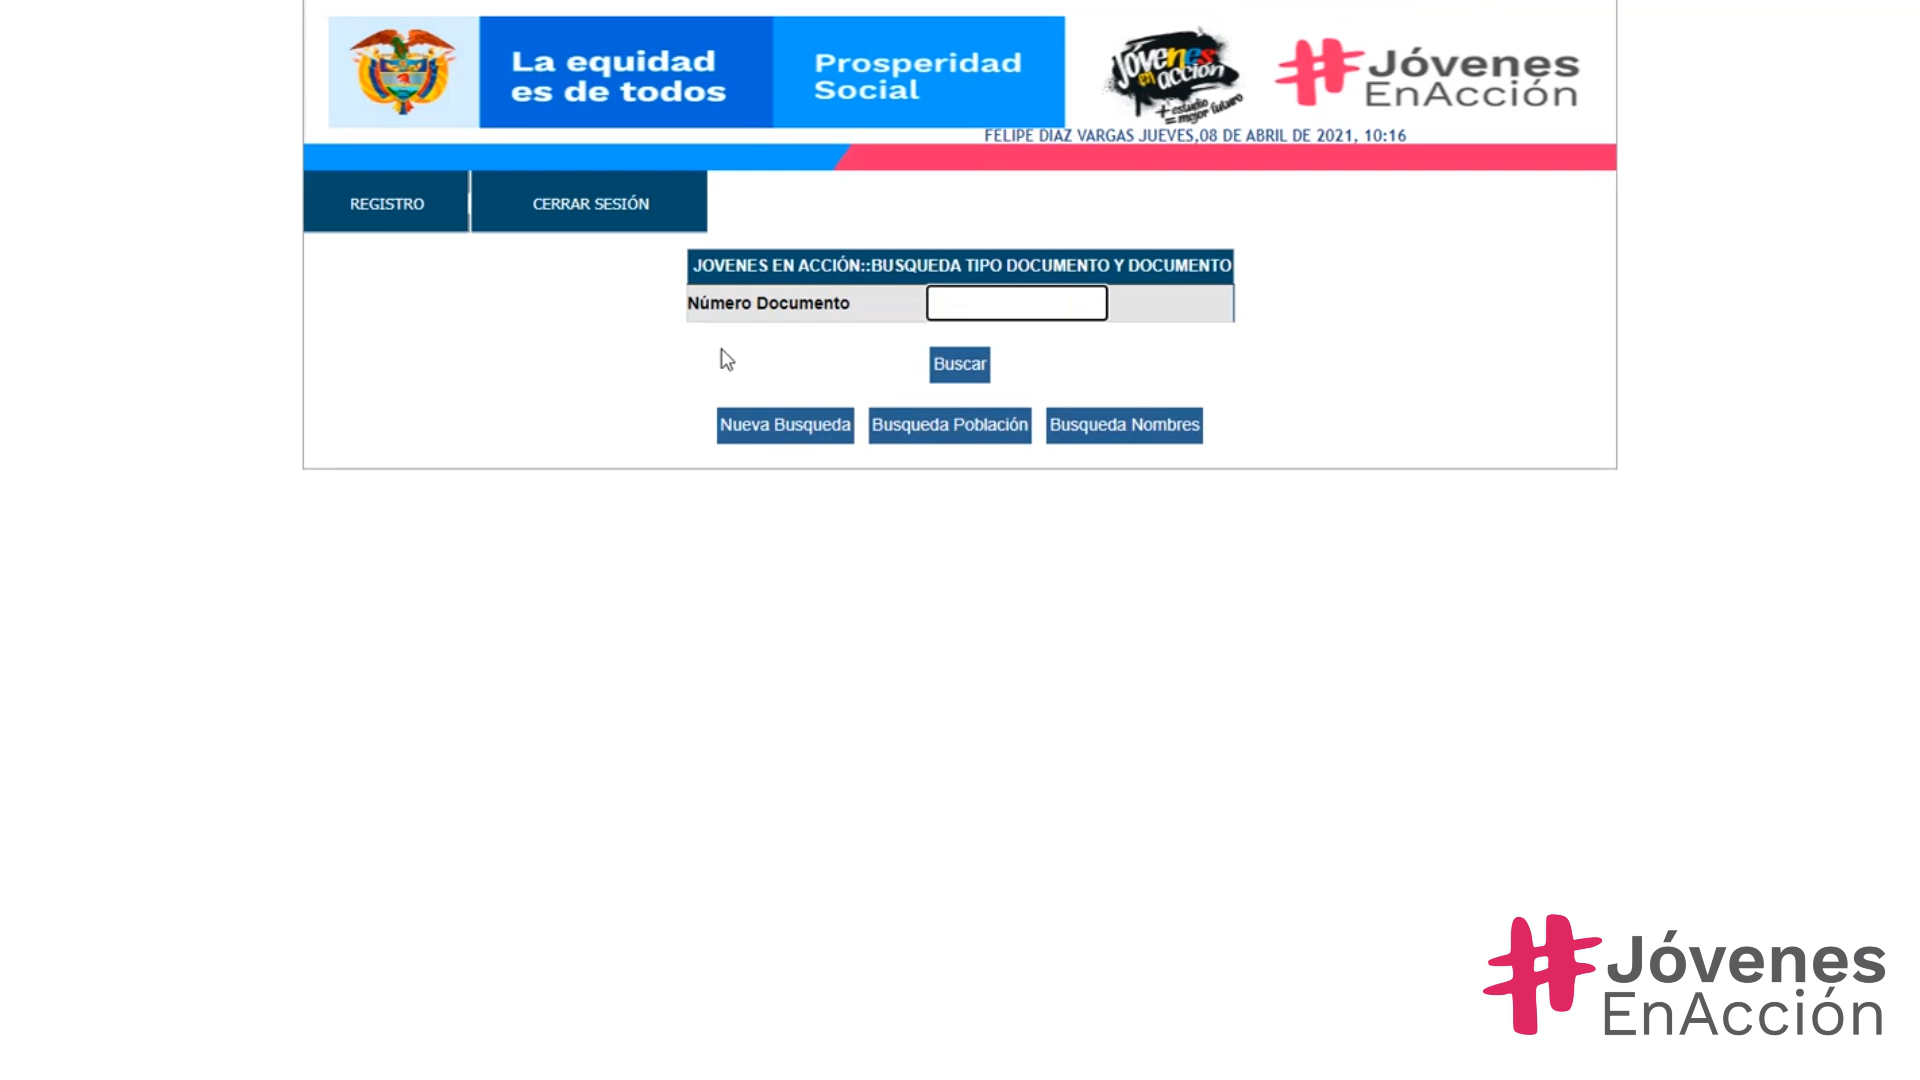 La equidad
es de todos
Prosperidad
Social
Jóvenes
en acción
+ estudio
= mejor futuro
#Jóvenes
EnAcción
FELIPE DIAZ VARGAS JUEVES,08 DE ABRIL DE 2021, 10:16
REGISTRO
CERRAR SESIÓN
JOVENES EN ACCIÓN::BUSQUEDA TIPO DOCUMENTO Y DOCUMENTO
Número Documento
Buscar
Nueva Busqueda
Busqueda Población
Busqueda Nombres
#Jóvenes
EnAcción